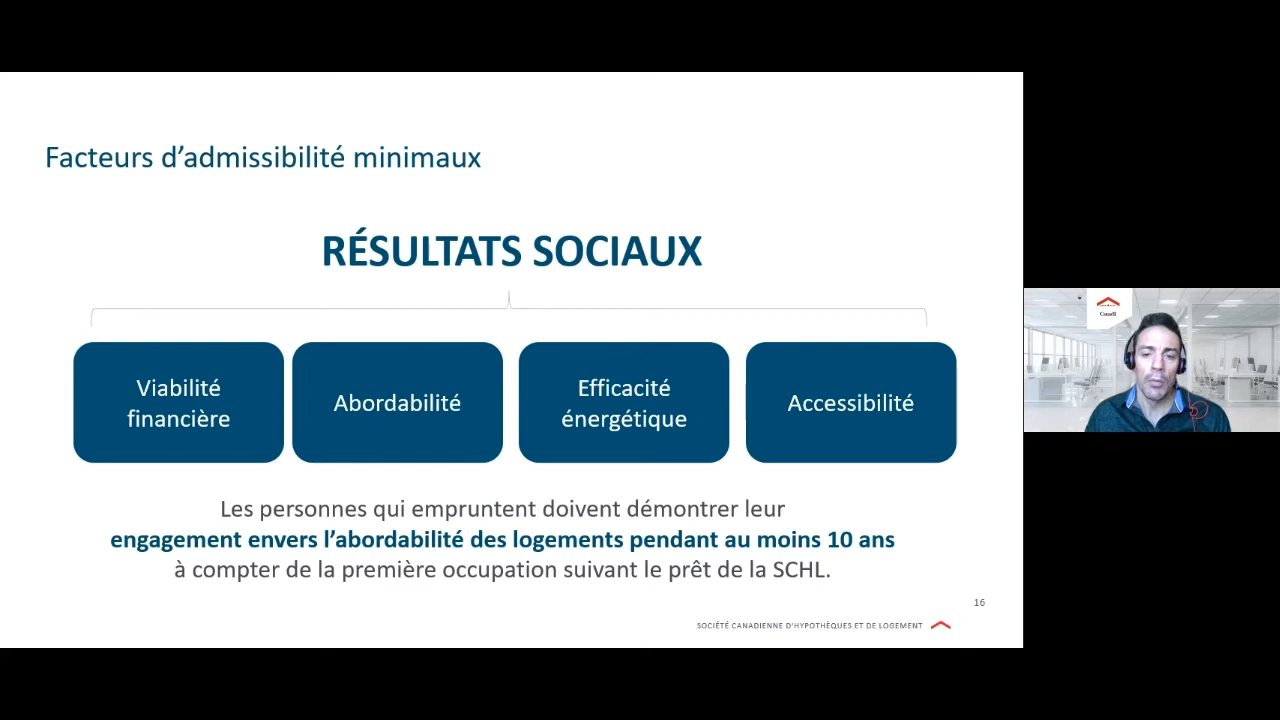 Facteurs d’admissibilité minimaux
RÉSULTATS SOCIAUX
Viabilité
financière
Abordabilité
Efficacité
énergétique
Accessibilité
Les personnes qui empruntent doivent démontrer leur
engagement envers l’abordabilité des logements pendant au moins 10 ans
à compter de la première occupation suivant le prêt de la SCHL.
16
SOCIÉTÉ CANADIENNE D'HYPOTHÈQUES ET DE LOGEMENT